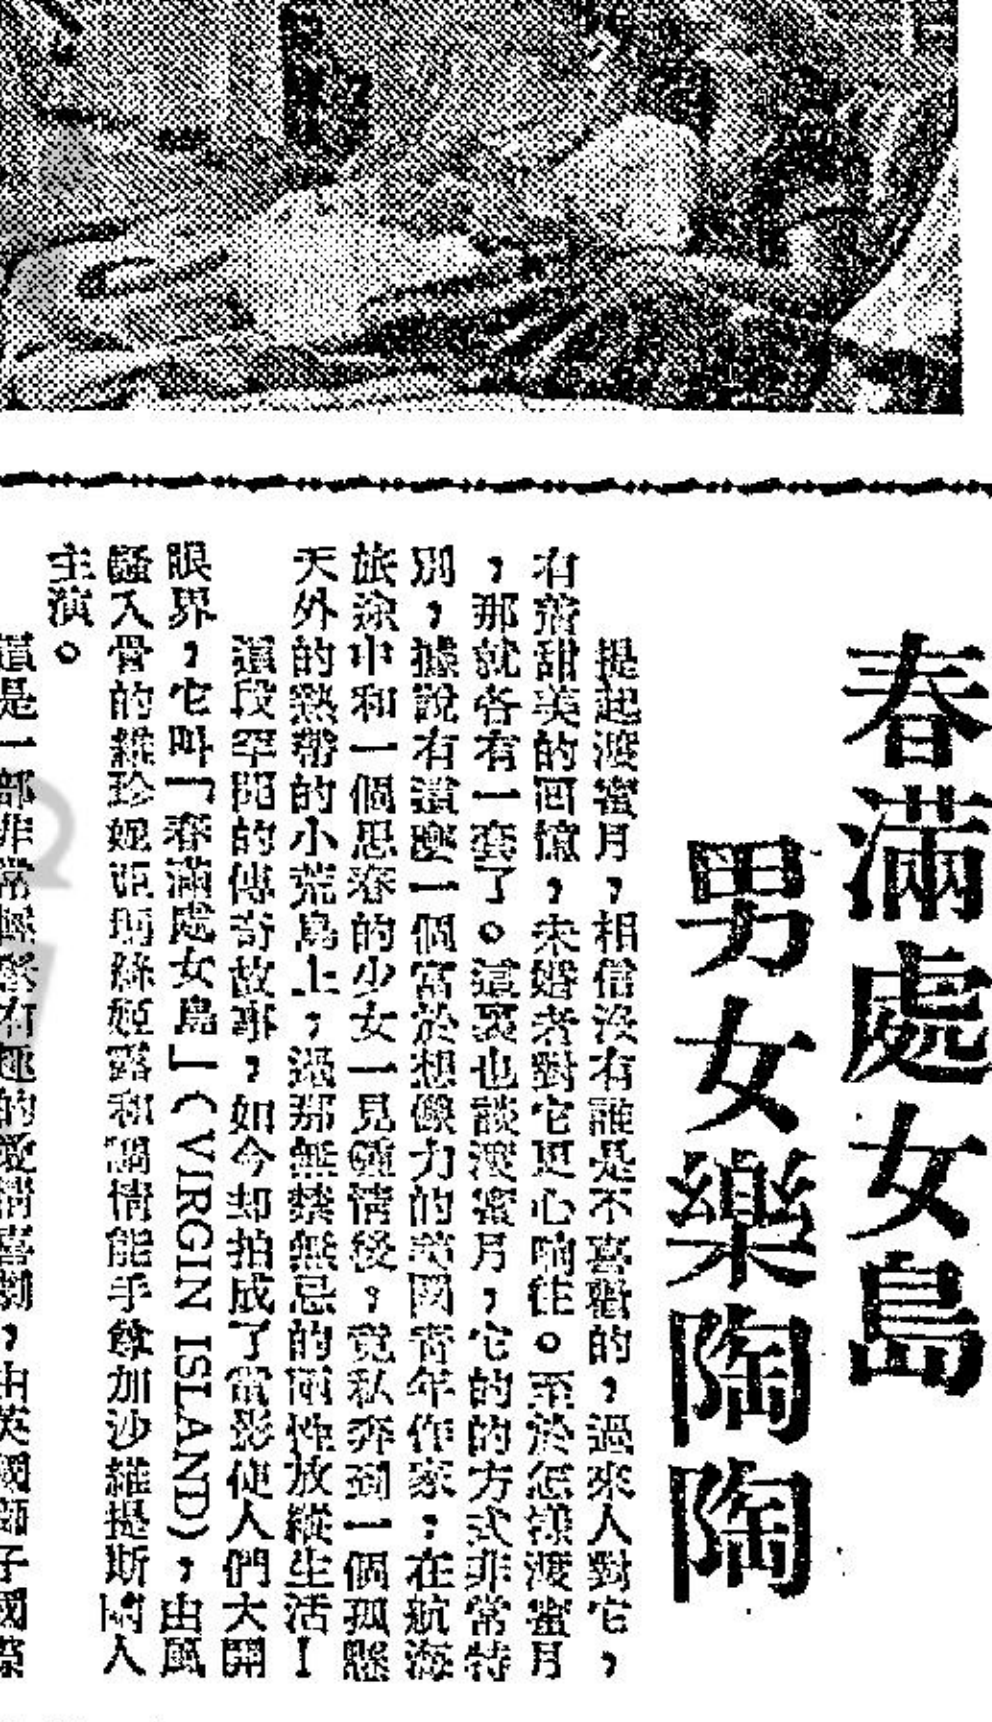 春滿處女島
男女樂陶陶
提起渡蜜月，相信沒有誰是不喜歡的，過來人對它，
有着甜美的回憶，未婚者對它更心响往。至於怎樣渡蜜月
，那就各有一套了。這裏也談渡蜜月，它的的方式非常特
別，據說有這麼一個富於想像力的英國青年作家，在航海
旅途中和一個思春的少女一見鍾情後，竟私奔到一個孤懸
天外的熱帶的小荒島上，過那無禁無忌的兩性放縱生活！
這段罕聞的傳奇故事，如今却拍成了電影使人們大開
眼界，它叫「春滿處女島」（VIRGIN ISLAND），由風
騷入骨的維珍妮亞瑪絲姬露和調情能手尊加沙維提斯兩人
主演。
這是一部非常 有趣的愛情喜劇，由英國獅子國